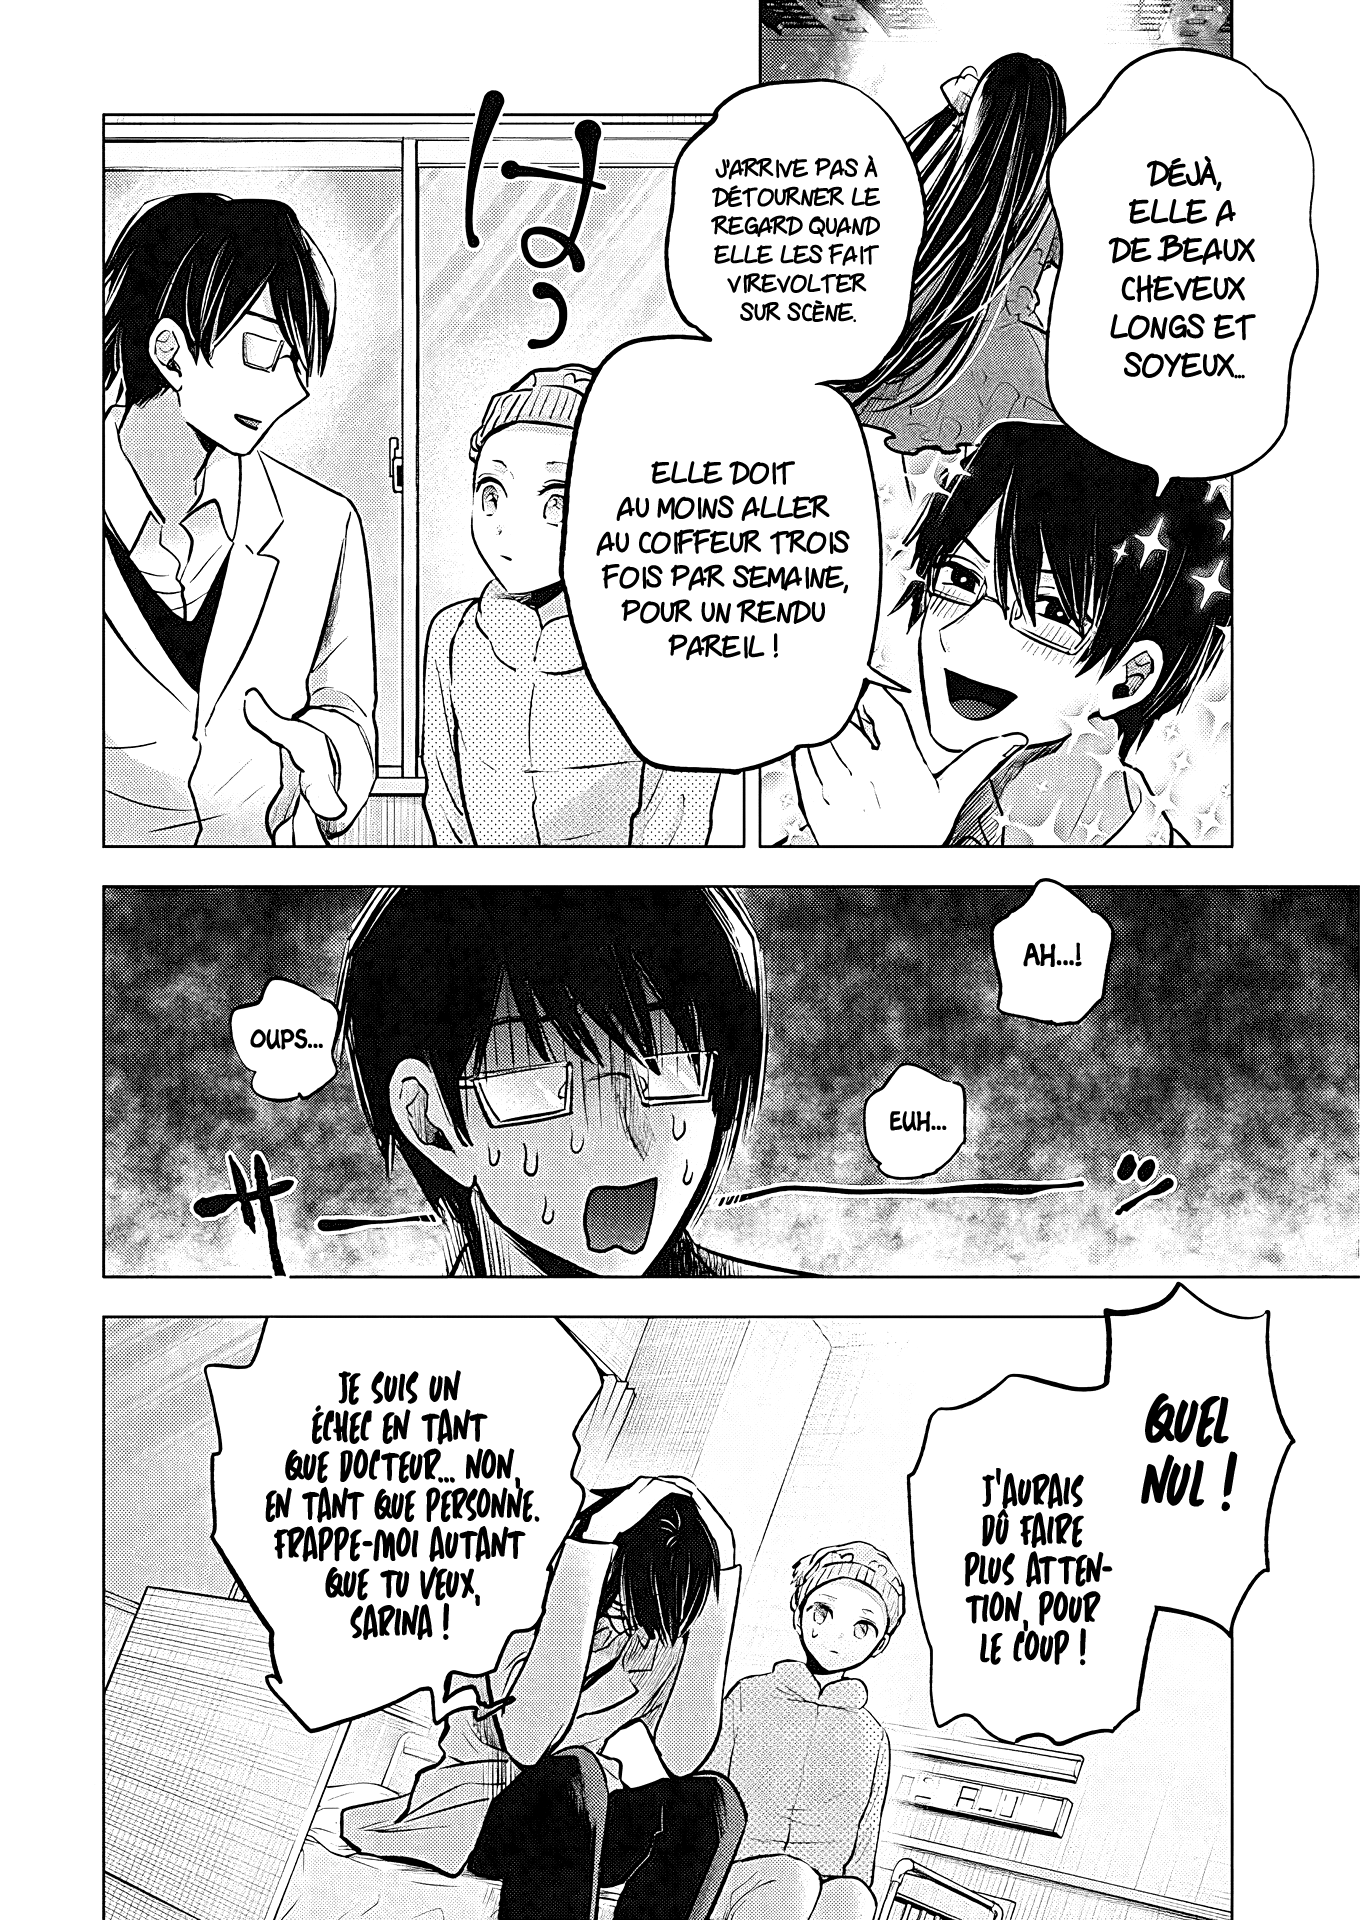 DÉJÀ,
ELLE A
DE BEAUX
CHEVEUX
LONGS ET
SOYEUX...
J'ARRIVE PAS À
DÉTOURNER LE
REGARD QUAND
ELLE LES FAIT
VIREVOLTER
SUR SCÈNE.
ELLE DOIT
AU MOINS ALLER
AU COIFFEUR TROIS
FOIS PAR SEMAINE,
POUR UN RENDU
PAREIL !
はっ
AH...!
EUH...
OUPS...
ザーッ
QUEL
NUL !
J'AURAIS
DÛ FAIRE
PLUS ATTEN-
TION, POUR
LE COUP !
JE SUIS UN
ÉCHEC EN TANT
QUE DOCTEUR... NON,
EN TANT QUE PERSONNE.
FRAPPE-MOI AUTANT
QUE TU VEUX,
SARINA !